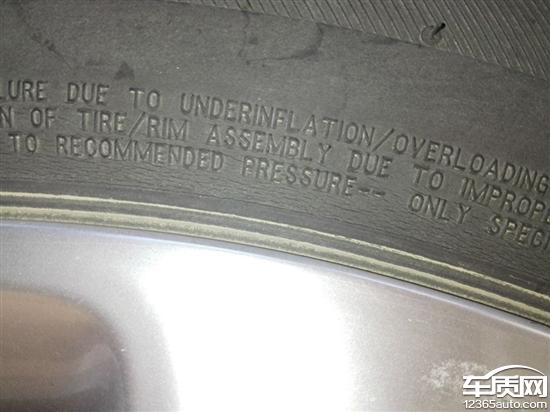 LURE DUE TO UNDERINFLATION/OVERLOADING
N OF TIRE/RIM ASSEMBLY DUE TO IMPROP
TO RECOMMENDED PRESSURE-- ONLY SPECI
车质网
12365auto.com